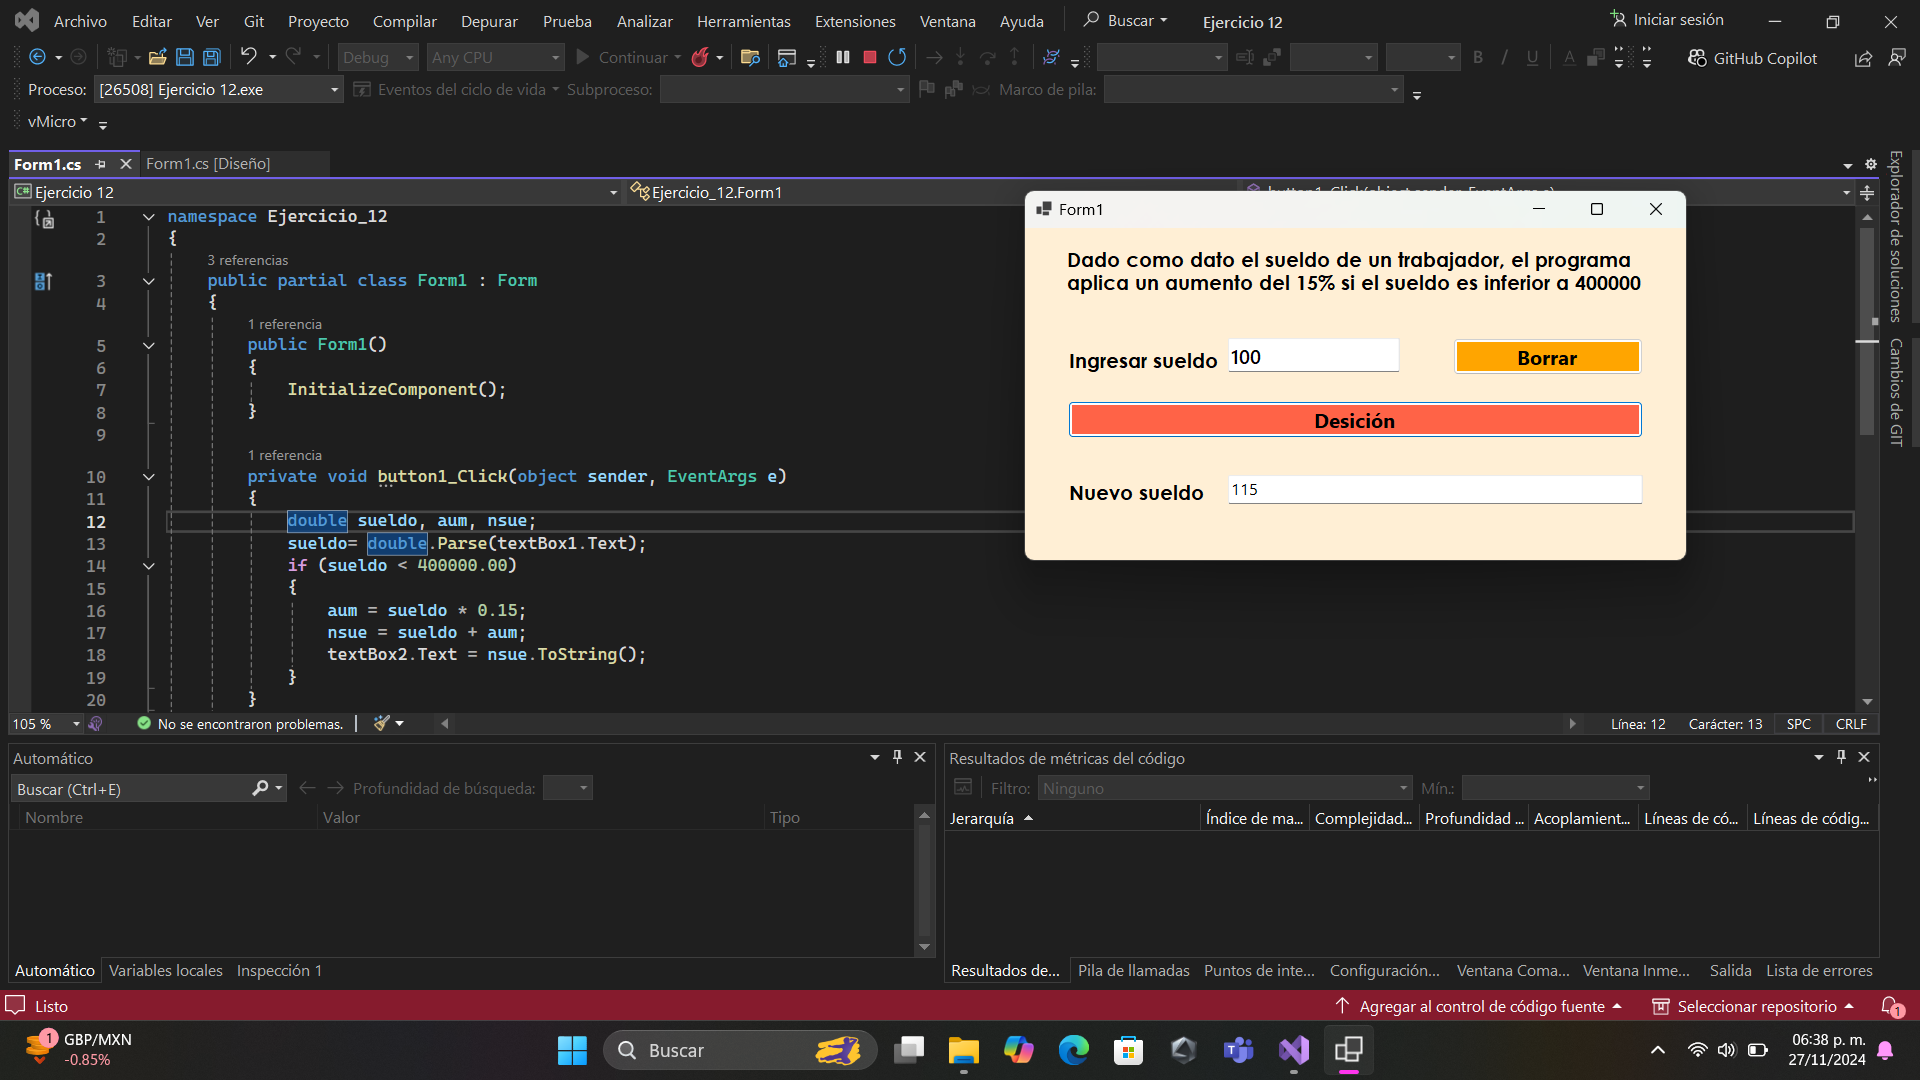 Archivo Editar Ver Git Proyecto Compilar Depurar Prueba Analizar Herramientas Extensiones Ventana Ayuda Buscar Ejercicio 12 Iniciar sesión
Debug Any CPU Continuar GitHub Copilot
Proceso: [26508] Ejercicio 12.exe Eventos del ciclo de vida Subproceso: Marco de pila:
vMicro
Form1.cs Form1.cs [Diseño]
C# Ejercicio 12 Ejercicio_12.Form1
1 namespace Ejercicio_12
2 {
3 referencias
3 public partial class Form1 : Form
4 {
1 referencia
5 public Form1()
6 {
7 InitializeComponent();
8 }
9
1 referencia
10 private void button1_Click(object sender, EventArgs e)
11 {
12 double sueldo, aum, nsue;
13 sueldo= double.Parse(textBox1.Text);
14 if (sueldo < 400000.00)
15 {
16 aum = sueldo * 0.15;
17 nsue = sueldo + aum;
18 textBox2.Text = nsue.ToString();
19 }
20 }
Form1
Dado como dato el sueldo de un trabajador, el programa
aplica un aumento del 15% si el sueldo es inferior a 400000
Ingresar sueldo 100 Borrar
Desición
Nuevo sueldo 115
Explorador de soluciones
Cambios de GIT
105 % No se encontraron problemas. Línea: 12 Carácter: 13 SPC CRLF
Automático
Buscar (Ctrl+E) Profundidad de búsqueda:
Nombre Valor Tipo
Automático Variables locales Inspección 1
Resultados de métricas del código
Filtro: Ninguno Mín.:
Jerarquía Índice de ma... Complejidad... Profundidad ... Acoplamient... Líneas de có... Líneas de códig...
Resultados de... Pila de llamadas Puntos de inte... Configuración... Ventana Coma... Ventana Inme... Salida Lista de errores
Listo Agregar al control de código fuente Seleccionar repositorio 1
1 GBP/MXN
-0.85%
Buscar
06:38 p. m.
27/11/2024